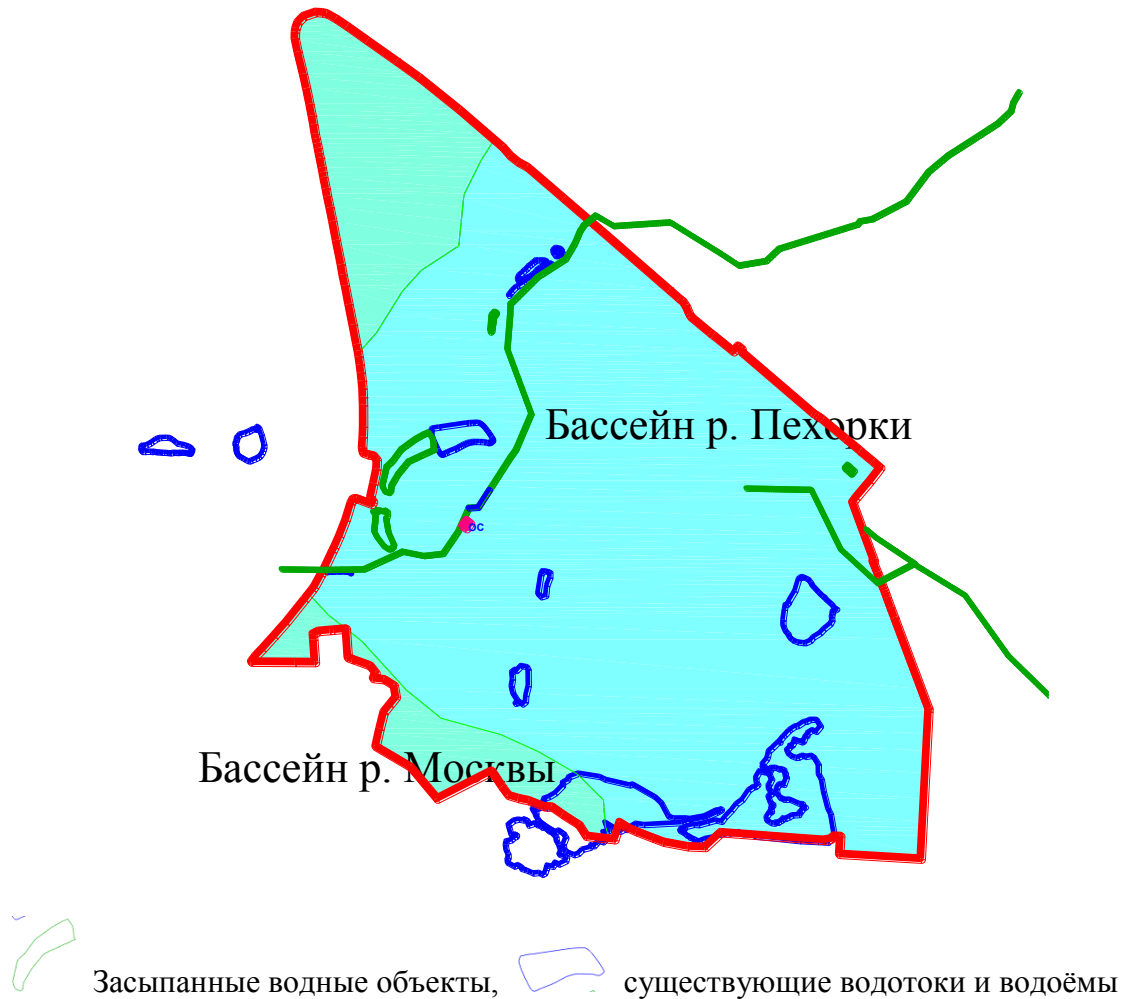 Бассейн р. Пехорки
ос
Бассейн р. Москвы
Засыпанные водные объекты, существующие водотоки и водоёмы